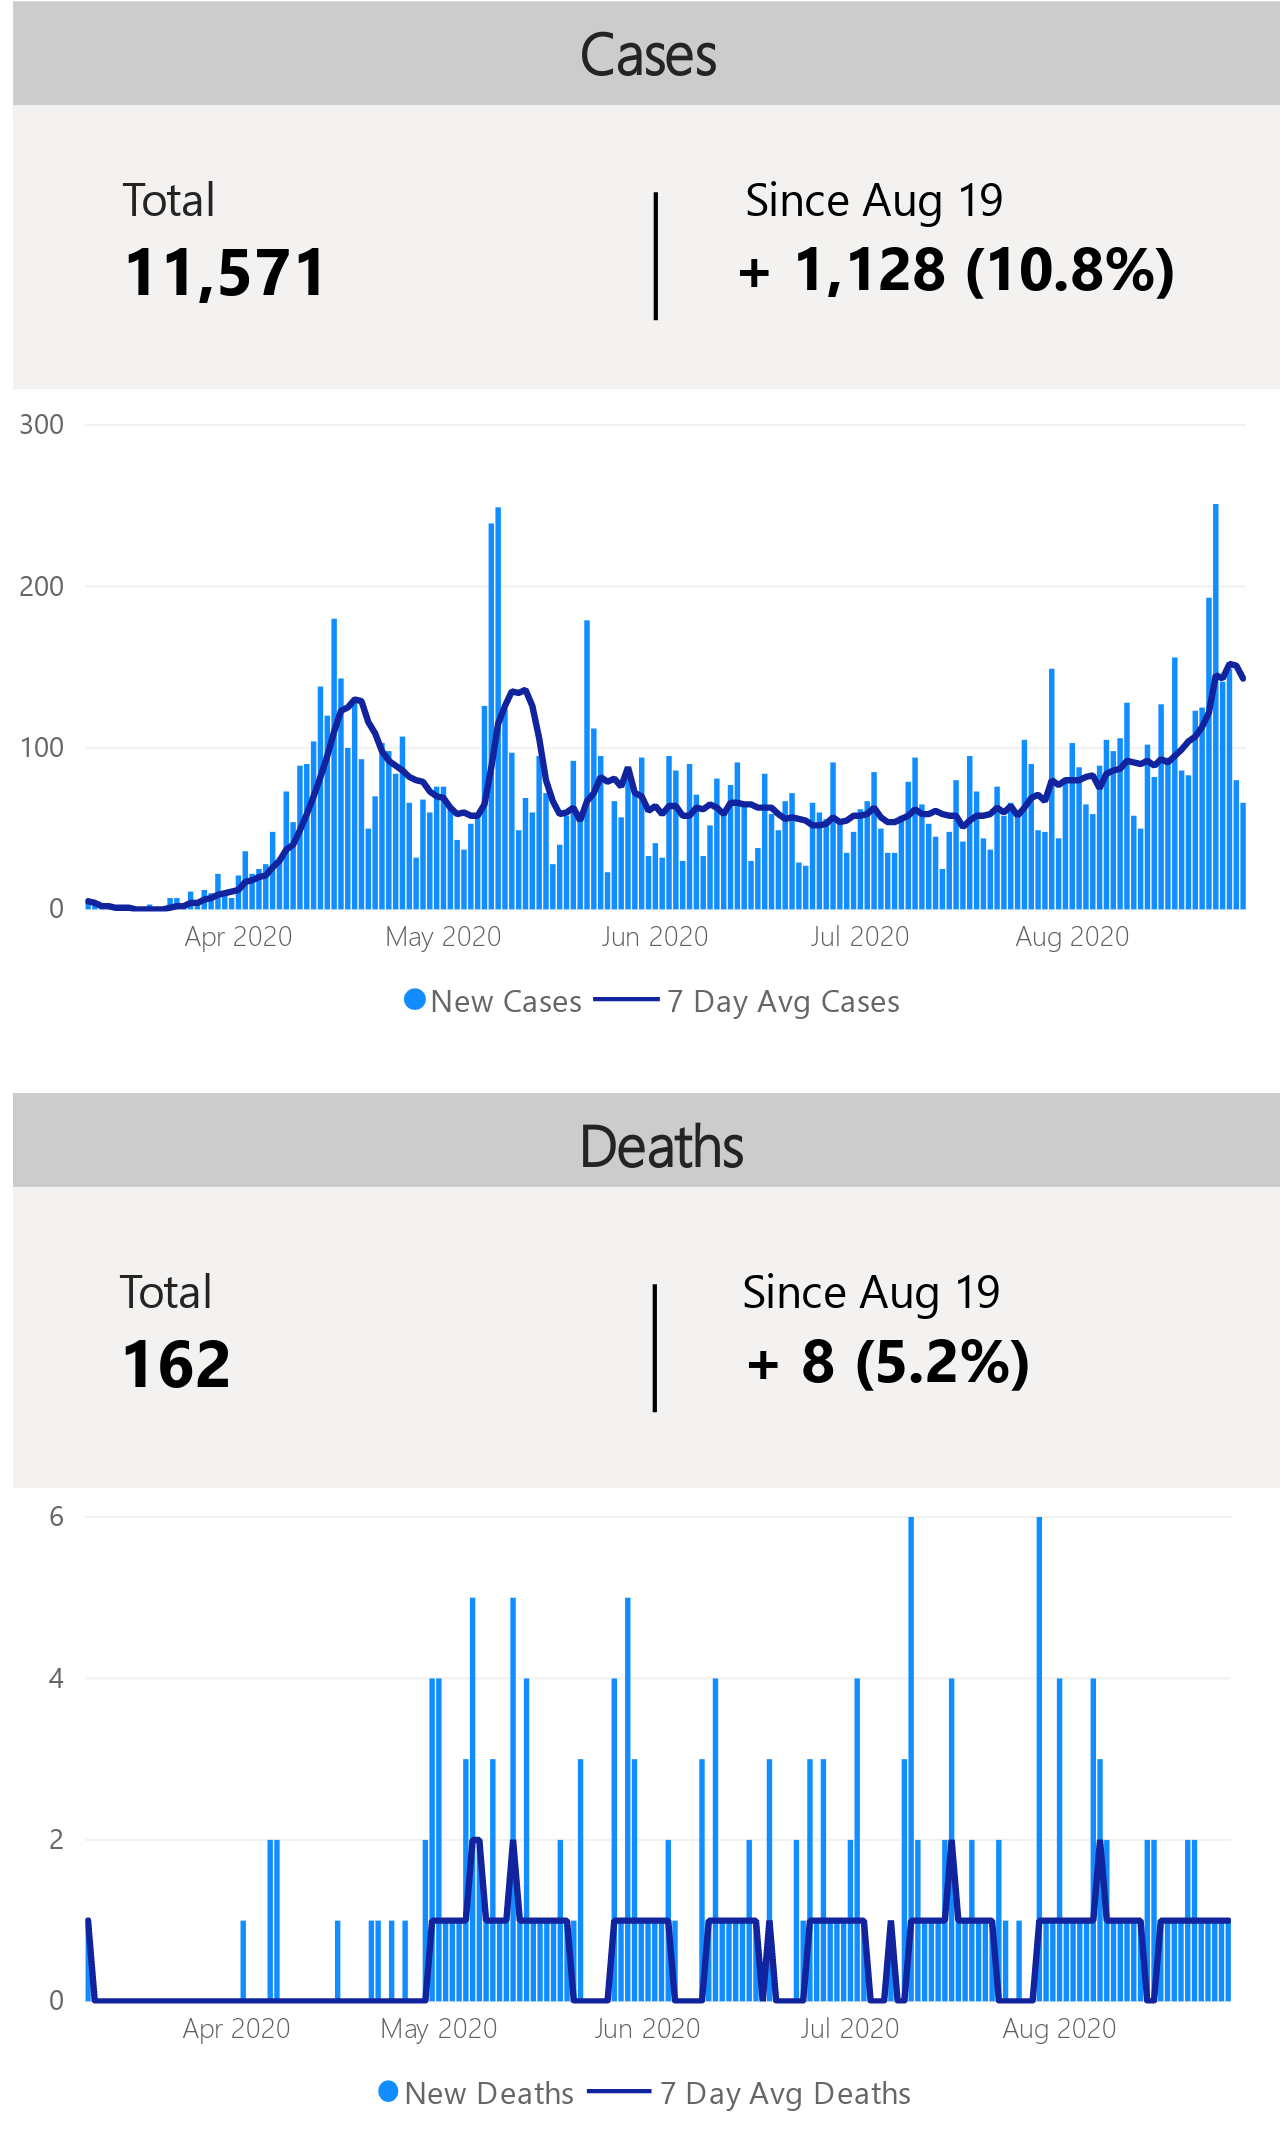 Cases
Total
Since Aug 19
11,571
+ 1,128 (10.8%)
300
200
100
0
Apr 2020 May 2020 Jun 2020 Jul 2020 Aug 2020
New Cases 7 Day Avg Cases
Deaths
Total
Since Aug 19
162
+ 8 (5.2%)
6
4
2
0
Apr 2020 May 2020 Jun 2020 Jul 2020 Aug 2020
New Deaths 7 Day Avg Deaths